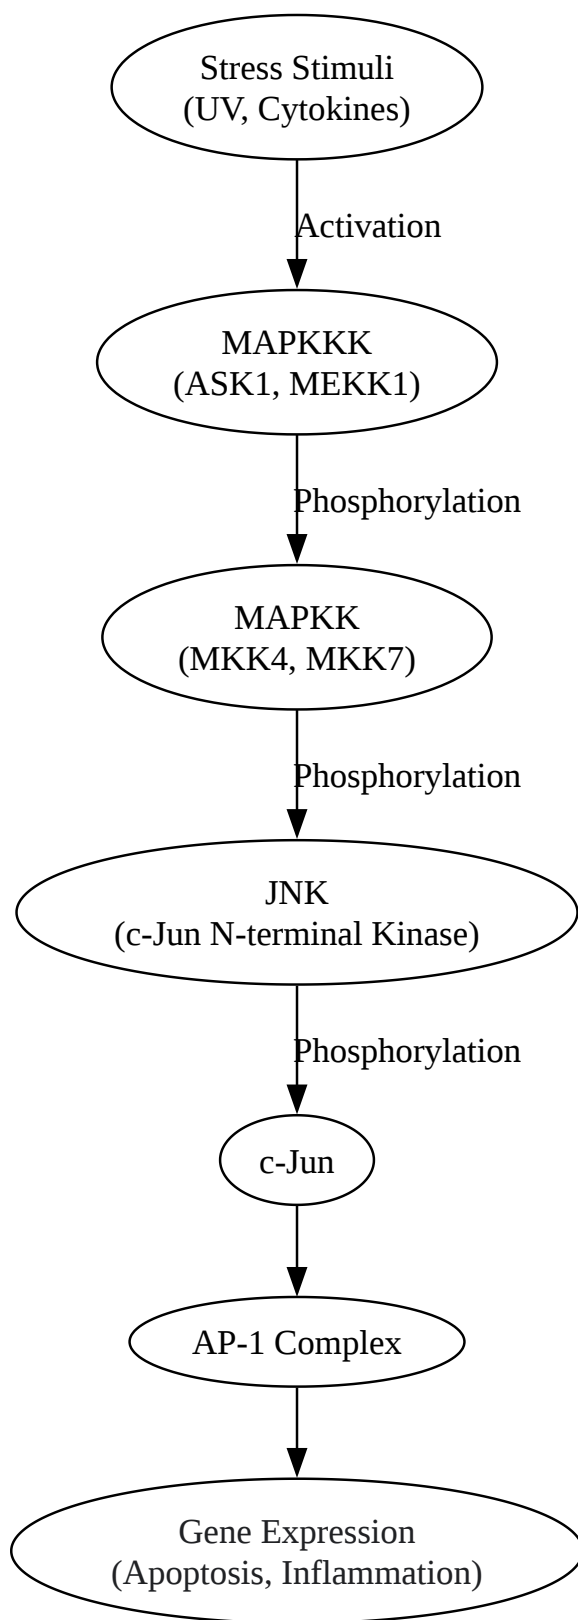 Stress Stimuli
(UV, Cytokines)
Activation
MAPKKK
(ASK1, MEKK1)
Phosphorylation
MAPKK
(MKK4, MKK7)
Phosphorylation
JNK
(c-Jun N-terminal Kinase)
Phosphorylation
c-Jun
AP-1 Complex
Gene Expression
(Apoptosis, Inflammation)